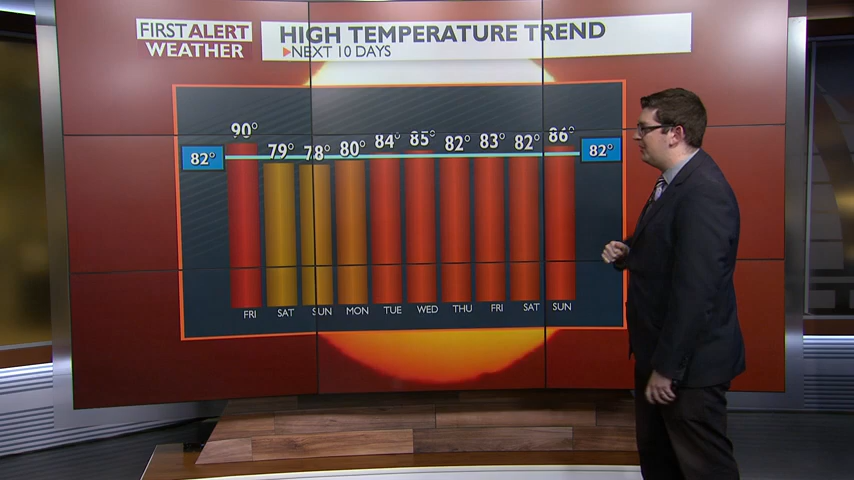 FIRST ALERT
WEATHER
HIGH TEMPERATURE TREND
NEXT 10 DAYS
90° 79° 78° 80° 84° 85° 82° 83° 82° 86°
82° 82°
FRI SAT SUN MON TUE WED THU FRI SAT SUN